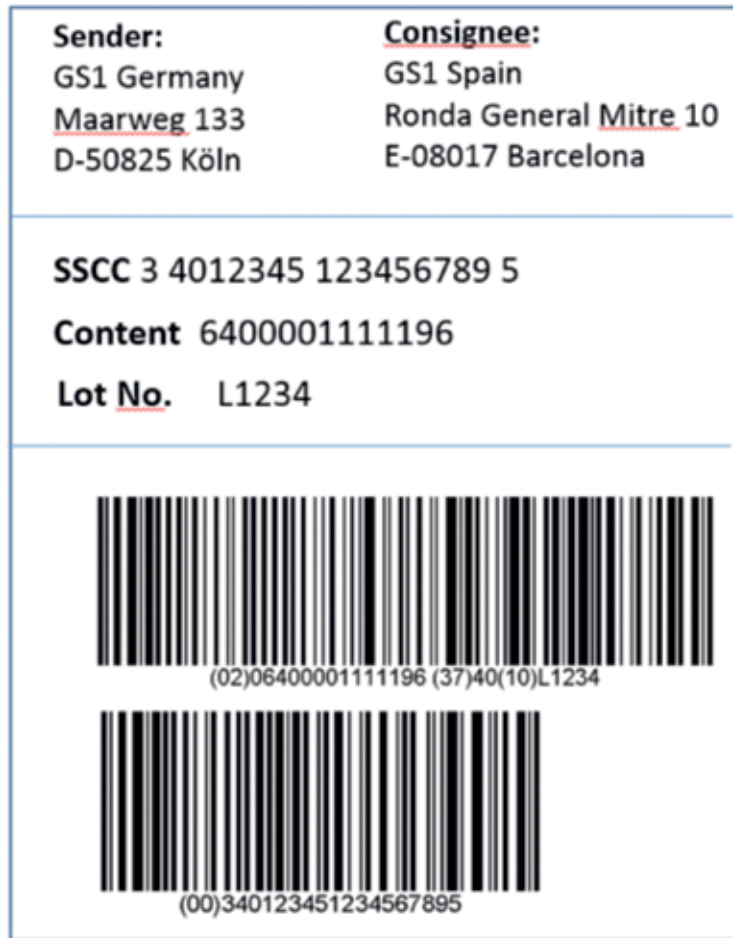 Sender:
GS1 Germany
Maarweg 133
D-50825 Köln
Consignee:
GS1 Spain
Ronda General Mitre 10
E-08017 Barcelona
SSCC 3 4012345 123456789 5
Content 6400001111196
Lot No. L1234
(02)06400001111196 (37)40(10)L1234
(00)340123451234567895